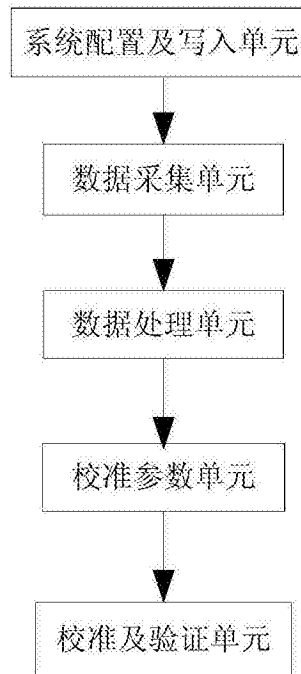 系统配置及写入单元
数据采集单元
数据处理单元
校准参数单元
校准及验证单元